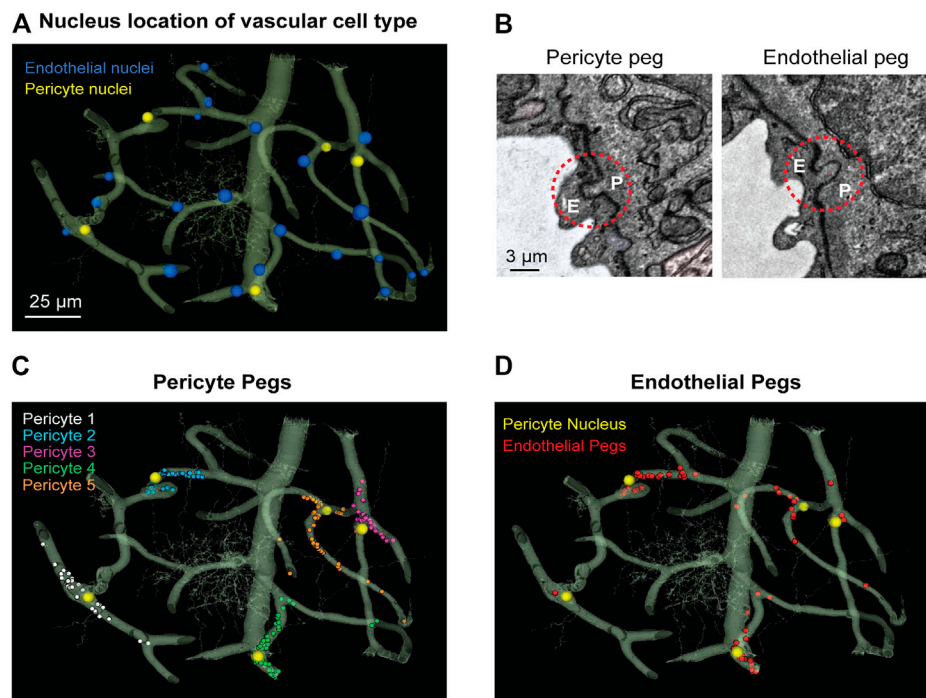 A Nucleus location of vascular cell type
Endothelial nuclei
Pericyte nuclei
25 µm
B
Pericyte peg
Endothelial peg
E
P
3 µm
E
P
C
Pericyte Pegs
Pericyte 1
Pericyte 2
Pericyte 3
Pericyte 4
Pericyte 5
D
Endothelial Pegs
Pericyte Nucleus
Endothelial Pegs